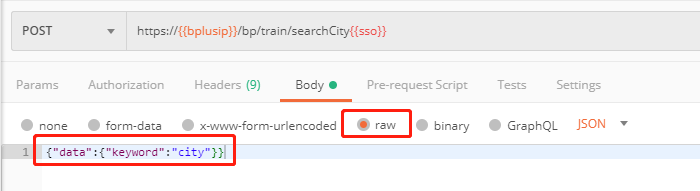 POST https://{{bplusip}}/bp/train/searchCity{{sso}}
Params Authorization Headers (9) Body Pre-request Script Tests Settings
none form-data x-www-form-urlencoded raw binary GraphQL JSON
1 {"data":{"keyword":"city"}}